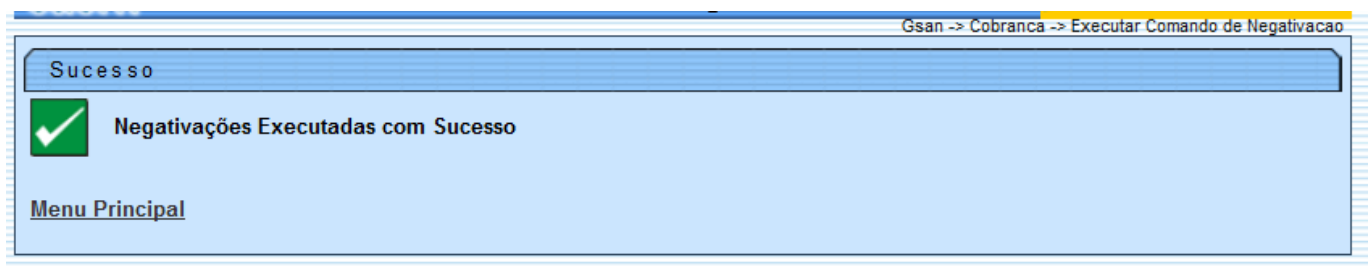 Gsan -> Cobranca -> Executar Comando de Negativacao
Sucesso
Negativações Executadas com Sucesso
Menu Principal